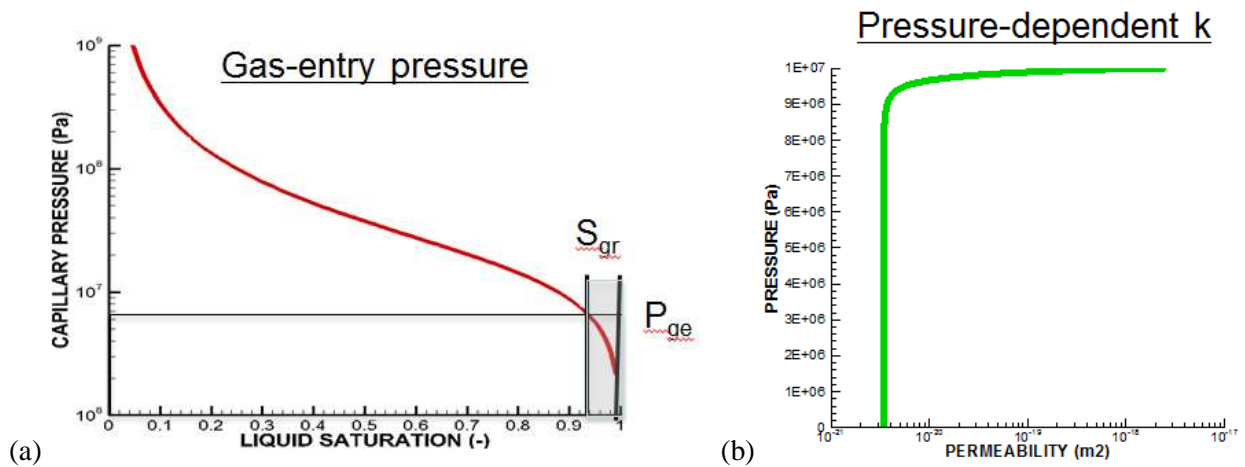 Gas-entry pressure
CAPILLARY PRESSURE (Pa)
10⁹
10⁸
10⁷
10⁶
0 0.1 0.2 0.3 0.4 0.5 0.6 0.7 0.8 0.9 1
LIQUID SATURATION (-)
S_gr
P_ge
(a)
Pressure-dependent k
PRESSURE (Pa)
1E+07
9E+06
8E+06
7E+06
6E+06
5E+06
4E+06
3E+06
2E+06
1E+06
0
10⁻²¹ 10⁻²⁰ 10⁻¹⁹ 10⁻¹⁸ 10⁻¹⁷
PERMEABILITY (m2)
(b)